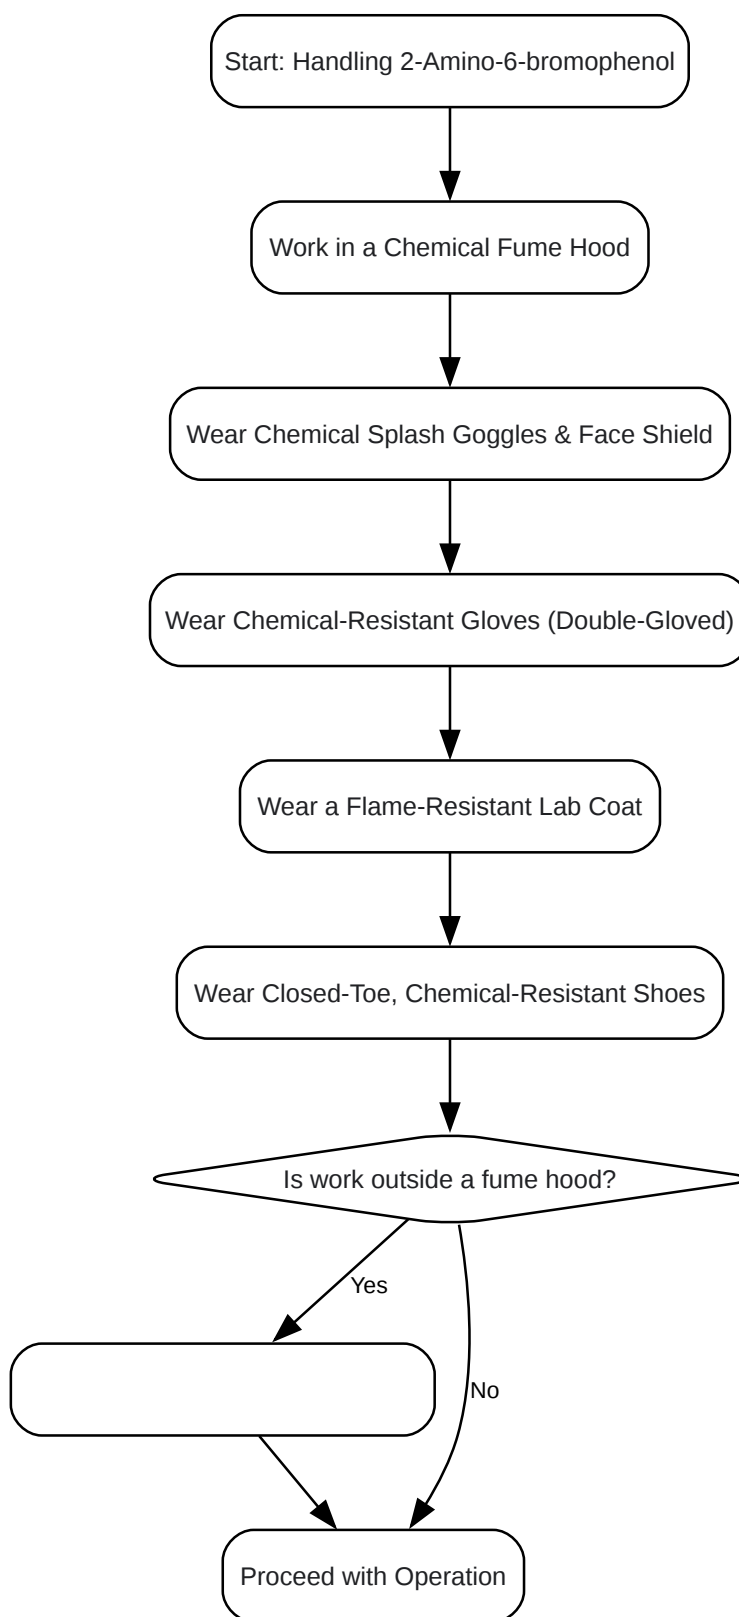 Start: Handling 2-Amino-6-bromophenol
Work in a Chemical Fume Hood
Wear Chemical Splash Goggles & Face Shield
Wear Chemical-Resistant Gloves (Double-Gloved)
Wear a Flame-Resistant Lab Coat
Wear Closed-Toe, Chemical-Resistant Shoes
Is work outside a fume hood?
Yes
No
Proceed with Operation